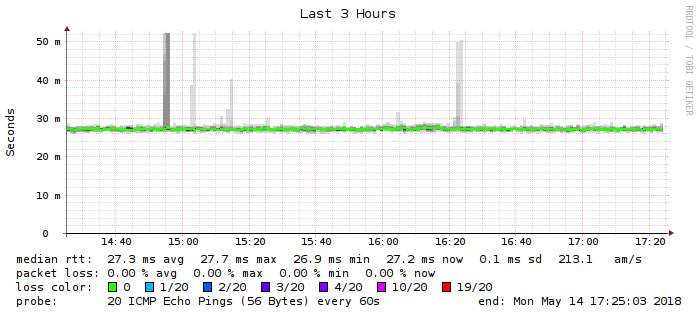 Last 3 Hours
RRDTOOL / TOBI OETIKER
Seconds
50 m
40 m
30 m
20 m
10 m
0
14:40 15:00 15:20 15:40 16:00 16:20 16:40 17:00 17:20
median rtt: 27.3 ms avg 27.7 ms max 26.9 ms min 27.2 ms now 0.1 ms sd 213.1 am/s
packet loss: 0.00 % avg 0.00 % max 0.00 % min 0.00 % now
loss color: 0 1/20 2/20 3/20 4/20 10/20 19/20
probe: 20 ICMP Echo Pings (56 Bytes) every 60s end: Mon May 14 17:25:03 2018